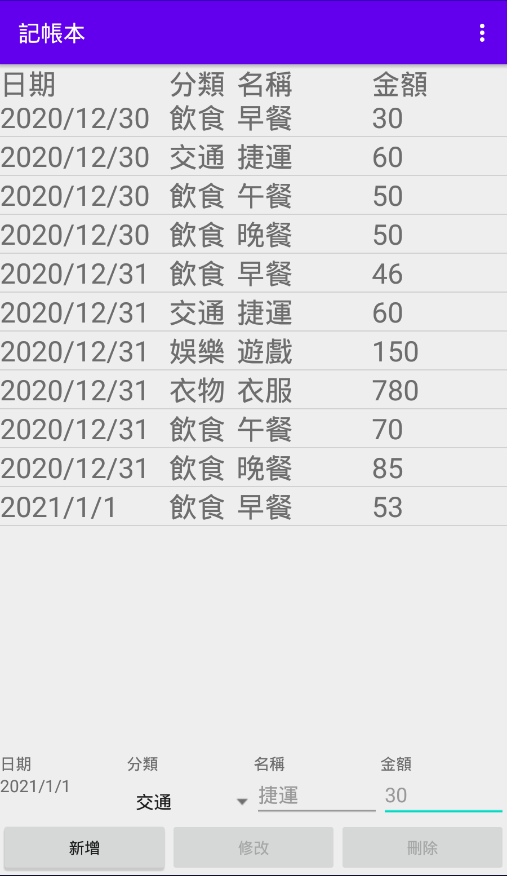 記帳本
日期 分類 名稱 金額
2020/12/30 飲食 早餐 30
2020/12/30 交通 捷運 60
2020/12/30 飲食 午餐 50
2020/12/30 飲食 晚餐 50
2020/12/31 飲食 早餐 46
2020/12/31 交通 捷運 60
2020/12/31 娛樂 遊戲 150
2020/12/31 衣物 衣服 780
2020/12/31 飲食 午餐 70
2020/12/31 飲食 晚餐 85
2021/1/1 飲食 早餐 53
日期 分類 名稱 金額
2021/1/1 交通 捷運 30
新增 修改 刪除